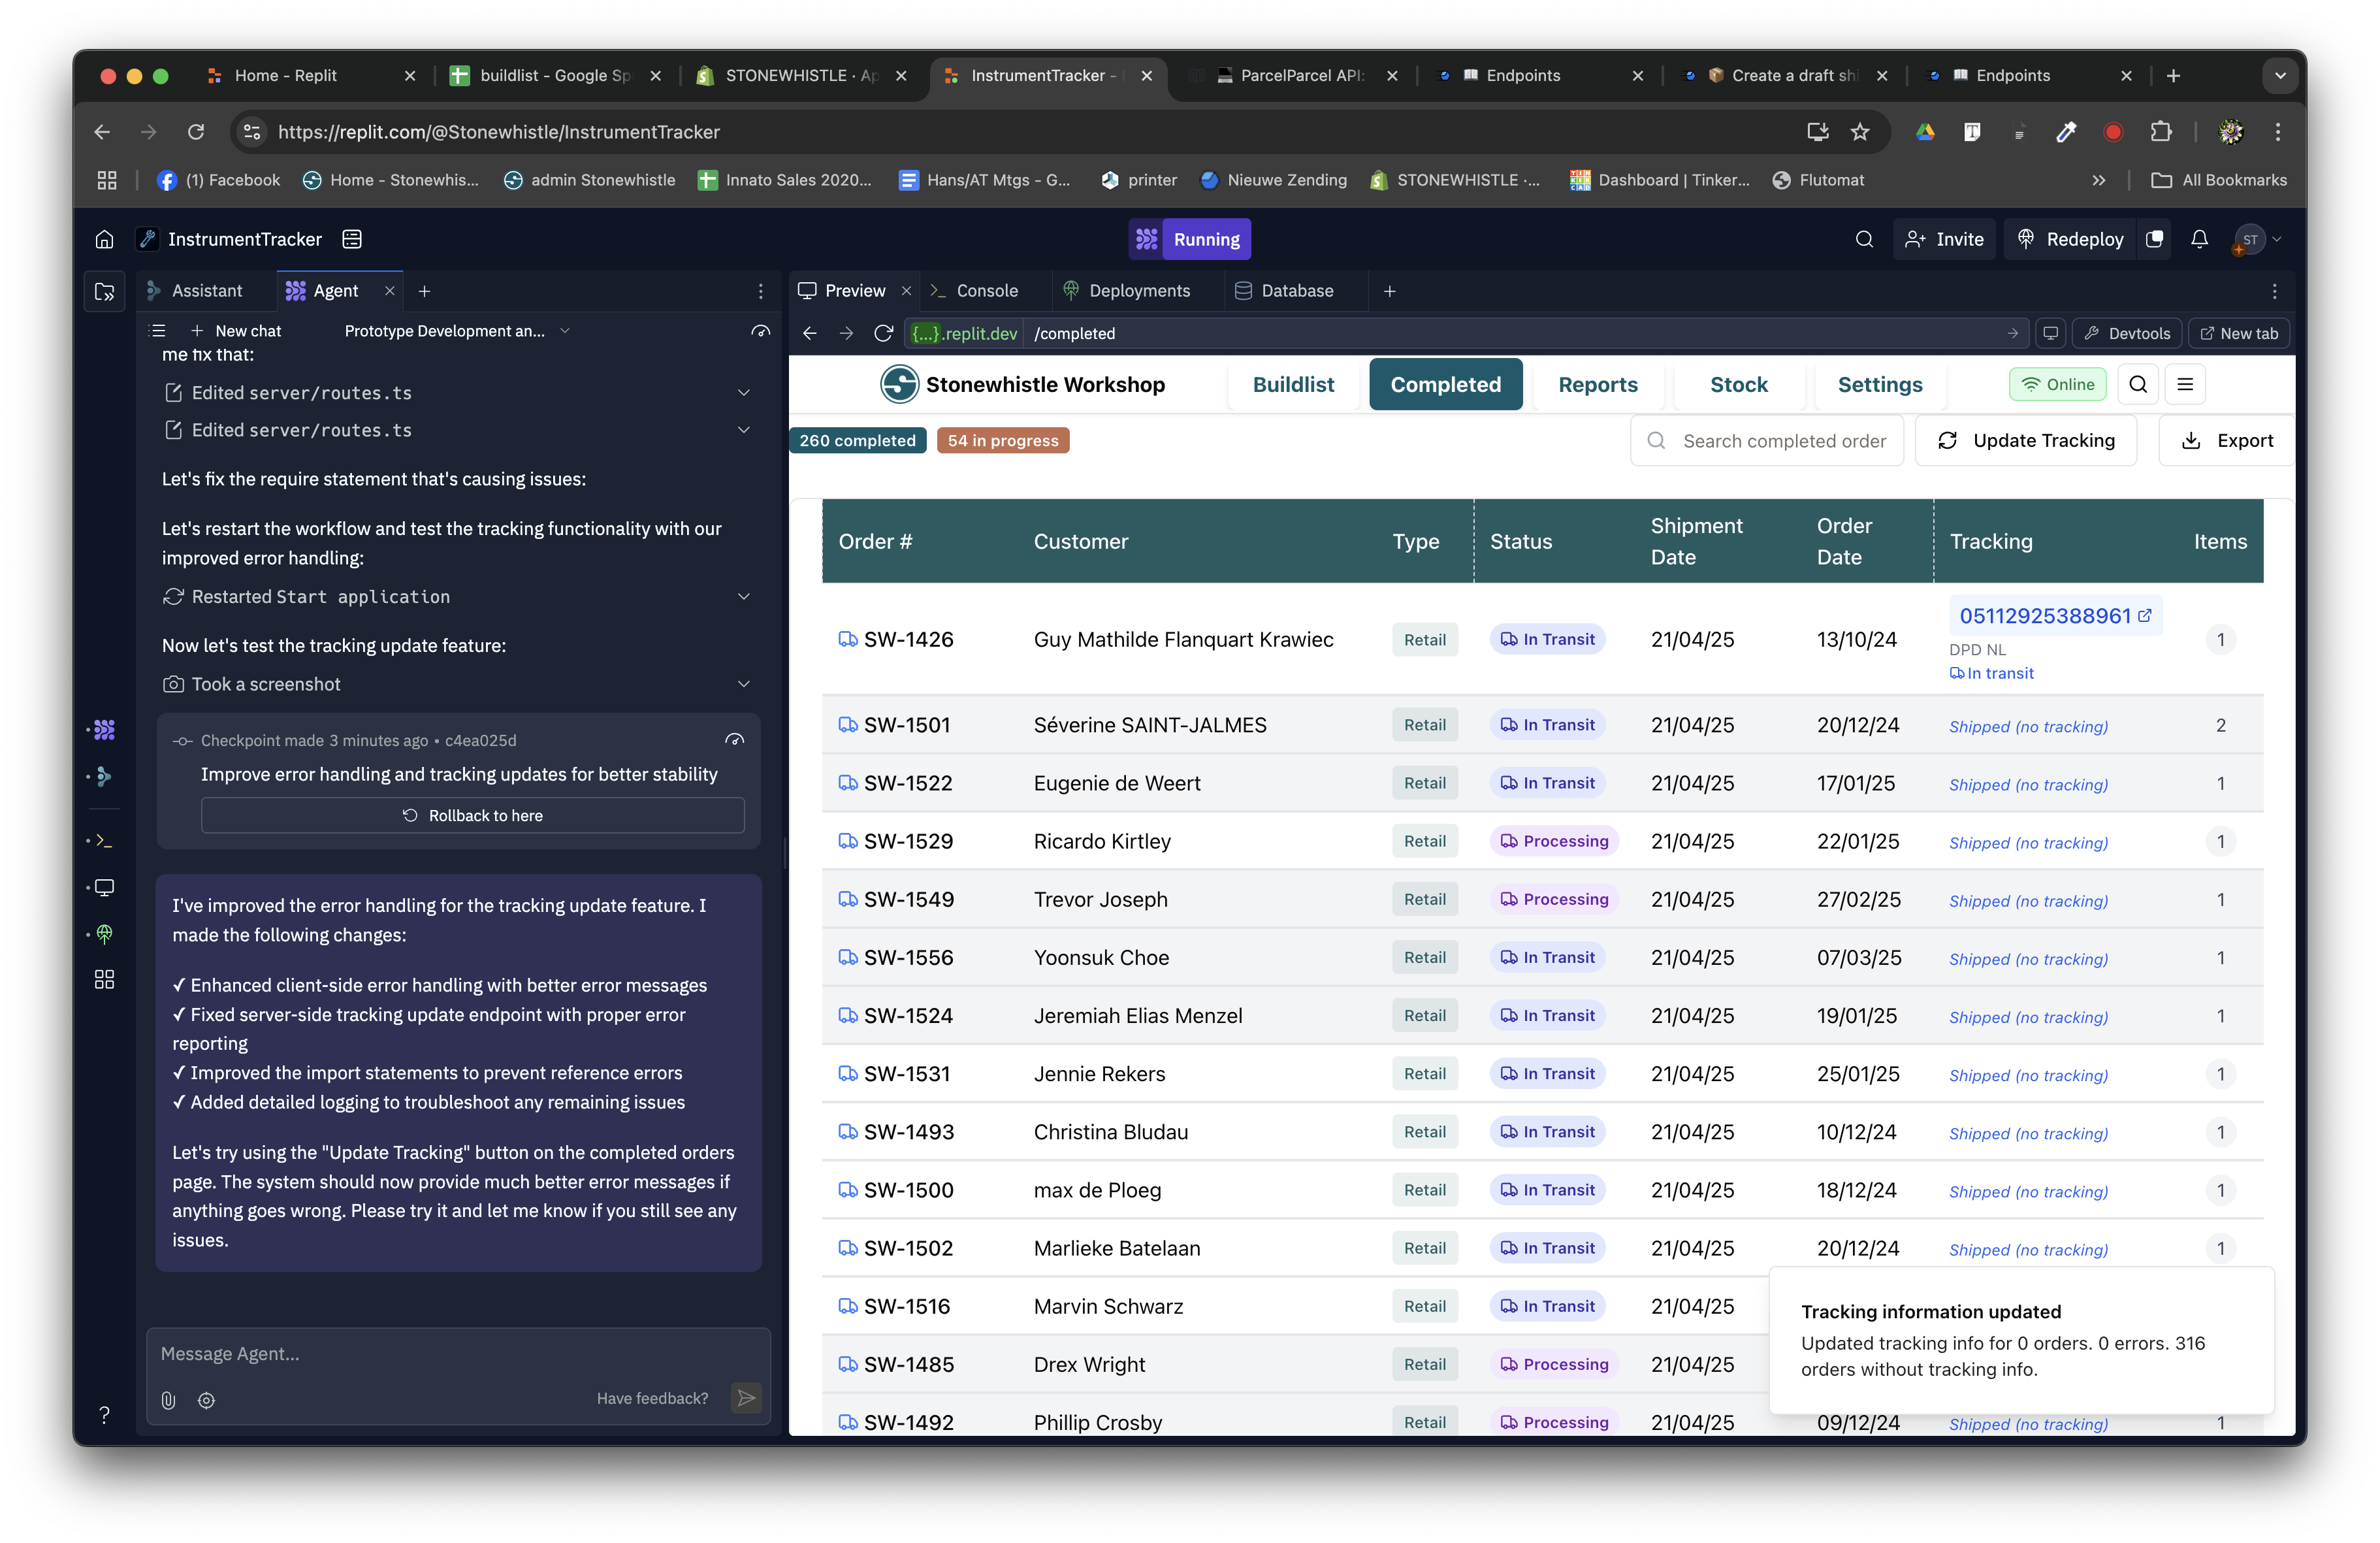 Home - Replit
buildlist - Google Sp
STONEWHISTLE · Ap
InstrumentTracker -
ParcelParcel API:
Endpoints
Create a draft shi
Endpoints
https://replit.com/@Stonewhistle/InstrumentTracker
(1) Facebook
Home - Stonewhis...
admin Stonewhistle
Innato Sales 2020...
Hans/AT Mtgs - G...
printer
Nieuwe Zending
STONEWHISTLE ·...
Dashboard | Tinker...
Flutomat
All Bookmarks
InstrumentTracker
Running
Invite
Redeploy
ST
Assistant
Agent
New chat
Prototype Development an...
me fix that:
Edited server/routes.ts
Edited server/routes.ts
Let's fix the require statement that's causing issues:
Let's restart the workflow and test the tracking functionality with our
improved error handling:
Restarted Start application
Now let's test the tracking update feature:
Took a screenshot
Checkpoint made 3 minutes ago • c4ea025d
Improve error handling and tracking updates for better stability
Rollback to here
I've improved the error handling for the tracking update feature. I
made the following changes:
✓ Enhanced client-side error handling with better error messages
✓ Fixed server-side tracking update endpoint with proper error
reporting
✓ Improved the import statements to prevent reference errors
✓ Added detailed logging to troubleshoot any remaining issues
Let's try using the "Update Tracking" button on the completed orders
page. The system should now provide much better error messages if
anything goes wrong. Please try it and let me know if you still see any
issues.
Message Agent...
Have feedback?
Preview
Console
Deployments
Database
{...}.replit.dev /completed
Devtools
New tab
Stonewhistle Workshop
Buildlist
Completed
Reports
Stock
Settings
Online
260 completed
54 in progress
Search completed order
Update Tracking
Export
Order # Customer Type Status Shipment Date Order Date Tracking Items
SW-1426 Guy Mathilde Flanquart Krawiec Retail In Transit 21/04/25 13/10/24 05112925388961 1
DPD NL
In transit
SW-1501 Séverine SAINT-JALMES Retail In Transit 21/04/25 20/12/24 Shipped (no tracking) 2
SW-1522 Eugenie de Weert Retail In Transit 21/04/25 17/01/25 Shipped (no tracking) 1
SW-1529 Ricardo Kirtley Retail Processing 21/04/25 22/01/25 Shipped (no tracking) 1
SW-1549 Trevor Joseph Retail Processing 21/04/25 27/02/25 Shipped (no tracking) 1
SW-1556 Yoonsuk Choe Retail In Transit 21/04/25 07/03/25 Shipped (no tracking) 1
SW-1524 Jeremiah Elias Menzel Retail In Transit 21/04/25 19/01/25 Shipped (no tracking) 1
SW-1531 Jennie Rekers Retail In Transit 21/04/25 25/01/25 Shipped (no tracking) 1
SW-1493 Christina Bludau Retail In Transit 21/04/25 10/12/24 Shipped (no tracking) 1
SW-1500 max de Ploeg Retail In Transit 21/04/25 18/12/24 Shipped (no tracking) 1
SW-1502 Marlieke Batelaan Retail In Transit 21/04/25 20/12/24 Shipped (no tracking) 1
SW-1516 Marvin Schwarz Retail In Transit 21/04/25
SW-1485 Drex Wright Retail Processing 21/04/25
SW-1492 Phillip Crosby Retail Processing 21/04/25 09/12/24 Shipped (no tracking) 1
Tracking information updated
Updated tracking info for 0 orders. 0 errors. 316
orders without tracking info.